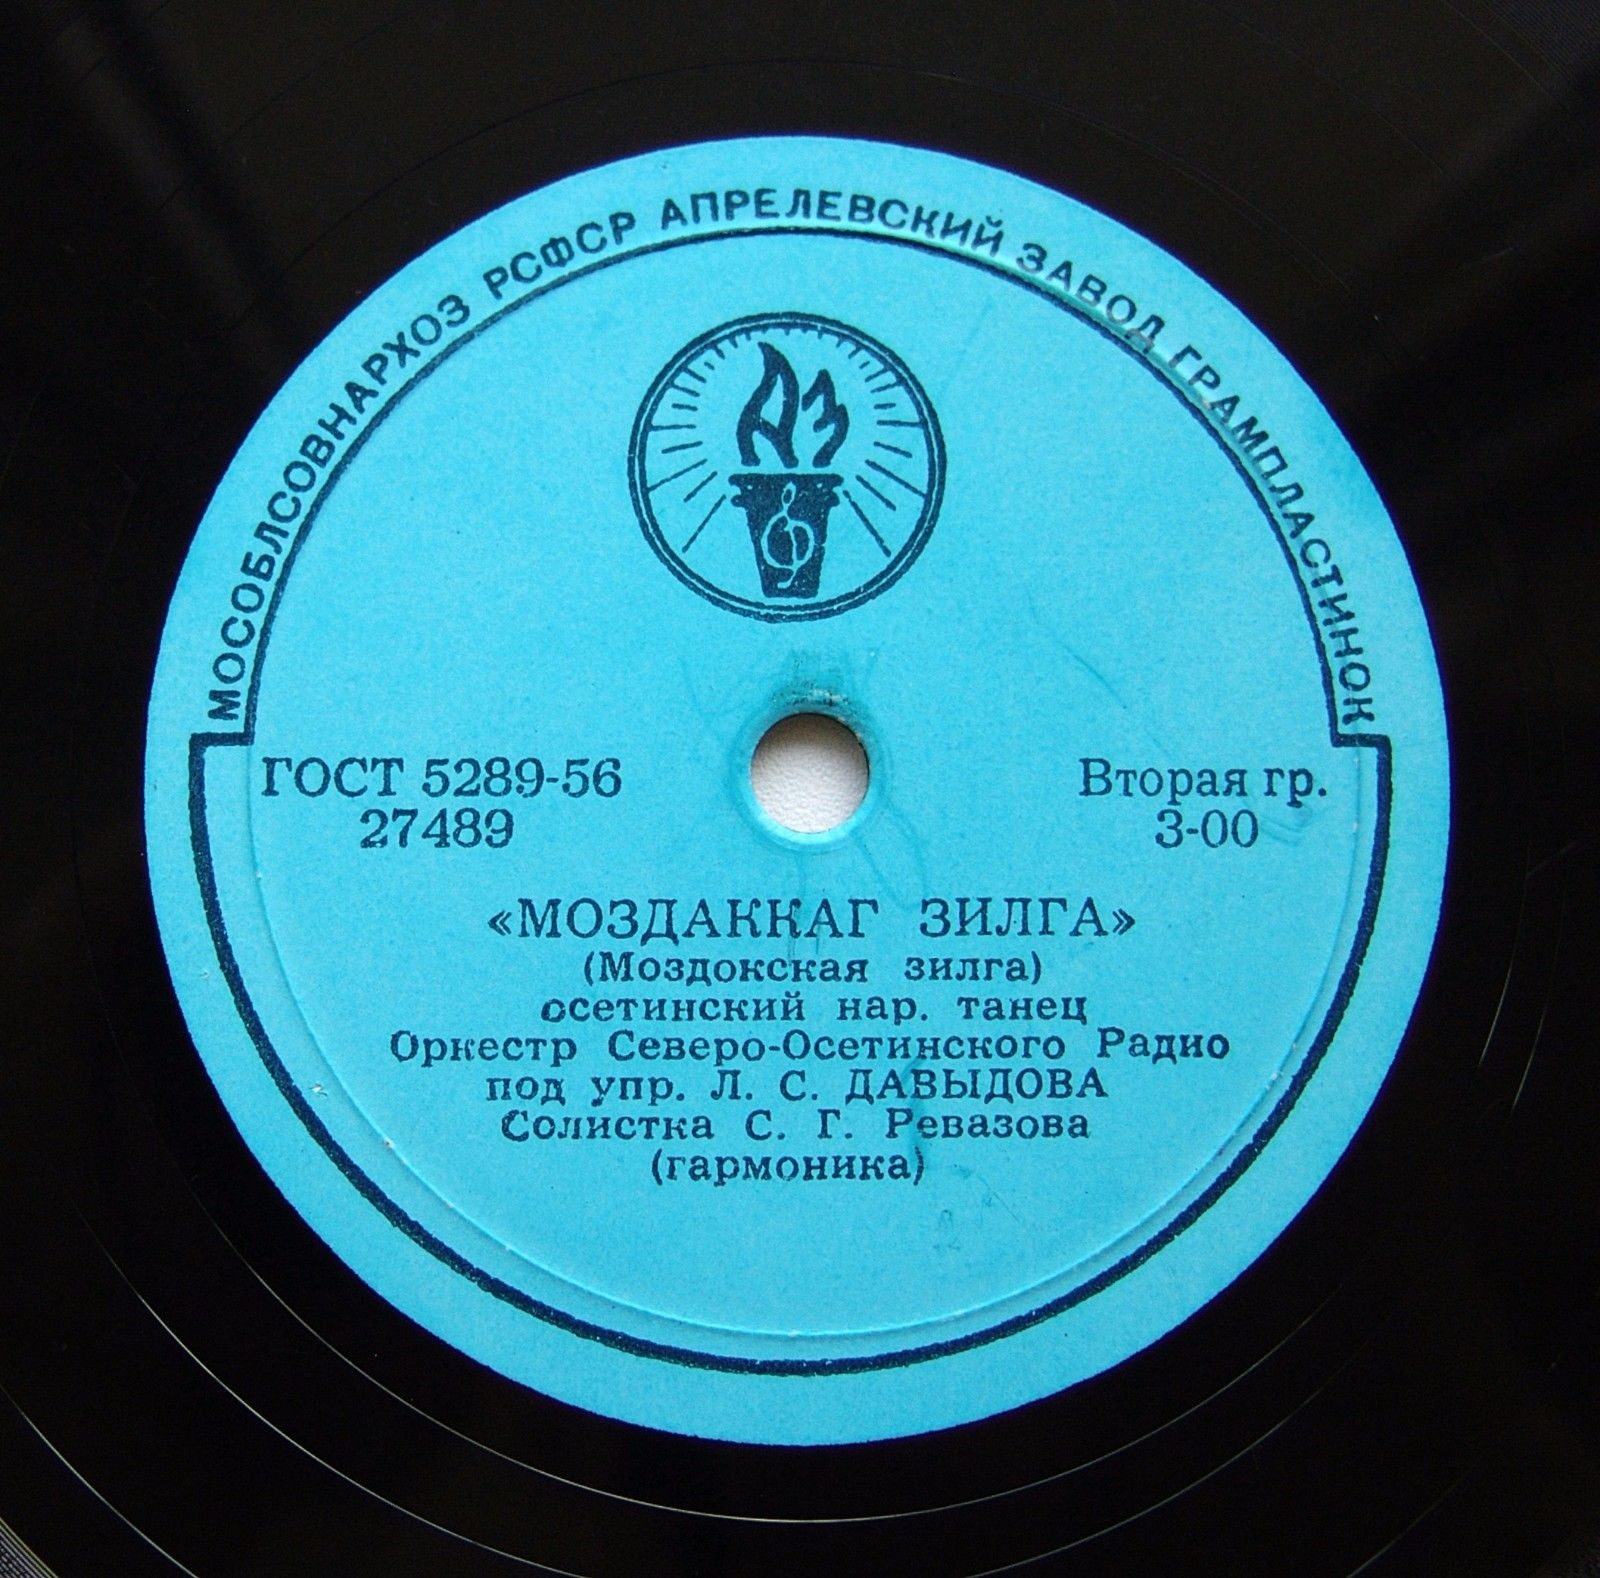 МОСОБЛСОВНАРХОЗ РСФСР АПРЕЛЕВСКИЙ ЗАВОД ГРАМПЛАСТИНОК
АЗ
ГОСТ 5289-56
27489
Вторая гр.
3-00
«МОЗДАККАГ ЗИЛГА»
(Моздокская зилга)
осетинский нар. танец
Оркестр Северо-Осетинского Радио
под упр. Л. С. ДАВЫДОВА
Солистка С. Г. Ревазова
(гармоника)